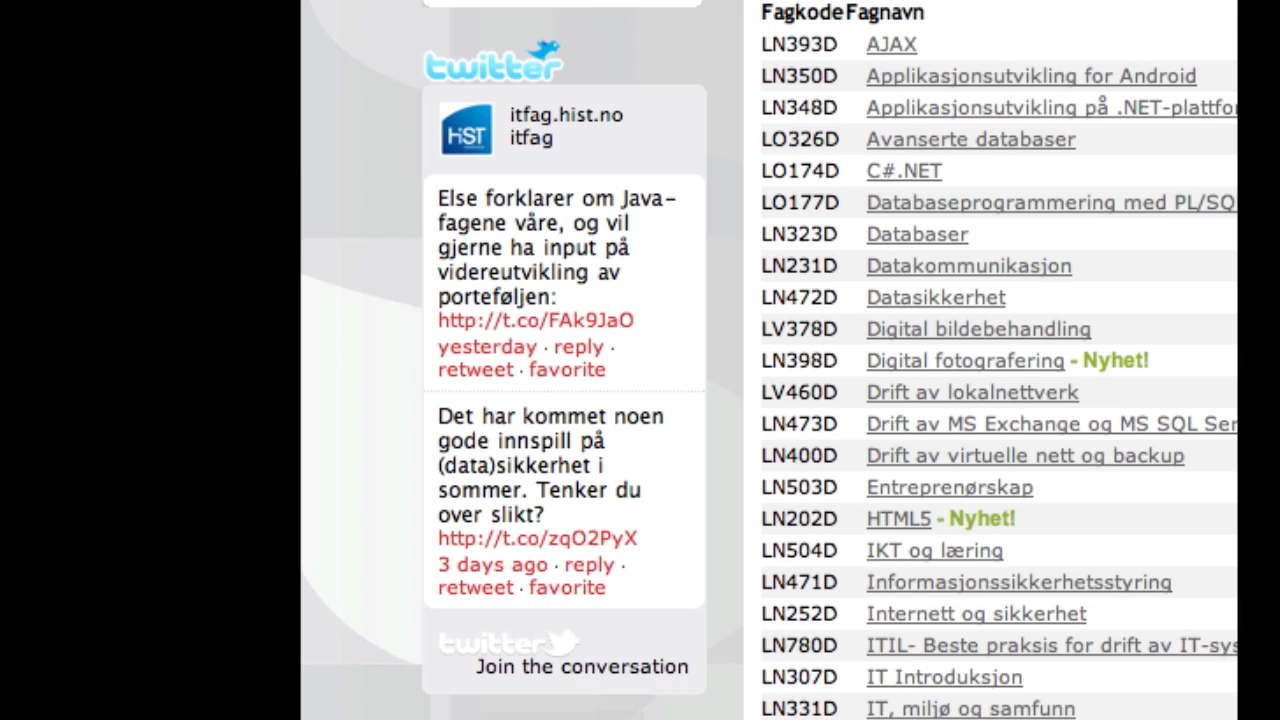 twitter
HiST
itfag.hist.no
itfag
Else forklarer om Java-
fagene våre, og vil
gjerne ha input på
videreutvikling av
porteføljen:
http://t.co/FAk9JaO
yesterday · reply ·
retweet · favorite
Det har kommet noen
gode innspill på
(data)sikkerhet i
sommer. Tenker du
over slikt?
http://t.co/zqO2PyX
3 days ago · reply ·
retweet · favorite
twitter
Join the conversation
Fagkode Fagnavn
LN393D AJAX
LN350D Applikasjonsutvikling for Android
LN348D Applikasjonsutvikling på .NET-plattfor
LO326D Avanserte databaser
LO174D C#.NET
LO177D Databaseprogrammering med PL/SQ
LN323D Databaser
LN231D Datakommunikasjon
LN472D Datasikkerhet
LV378D Digital bildebehandling
LN398D Digital fotografering - Nyhet!
LV460D Drift av lokalnettverk
LN473D Drift av MS Exchange og MS SQL Ser
LN400D Drift av virtuelle nett og backup
LN503D Entreprenørskap
LN202D HTML5 - Nyhet!
LN504D IKT og læring
LN471D Informasjonssikkerhetsstyring
LN252D Internett og sikkerhet
LN780D ITIL- Beste praksis for drift av IT-sys
LN307D IT Introduksjon
LN331D IT, miljø og samfunn